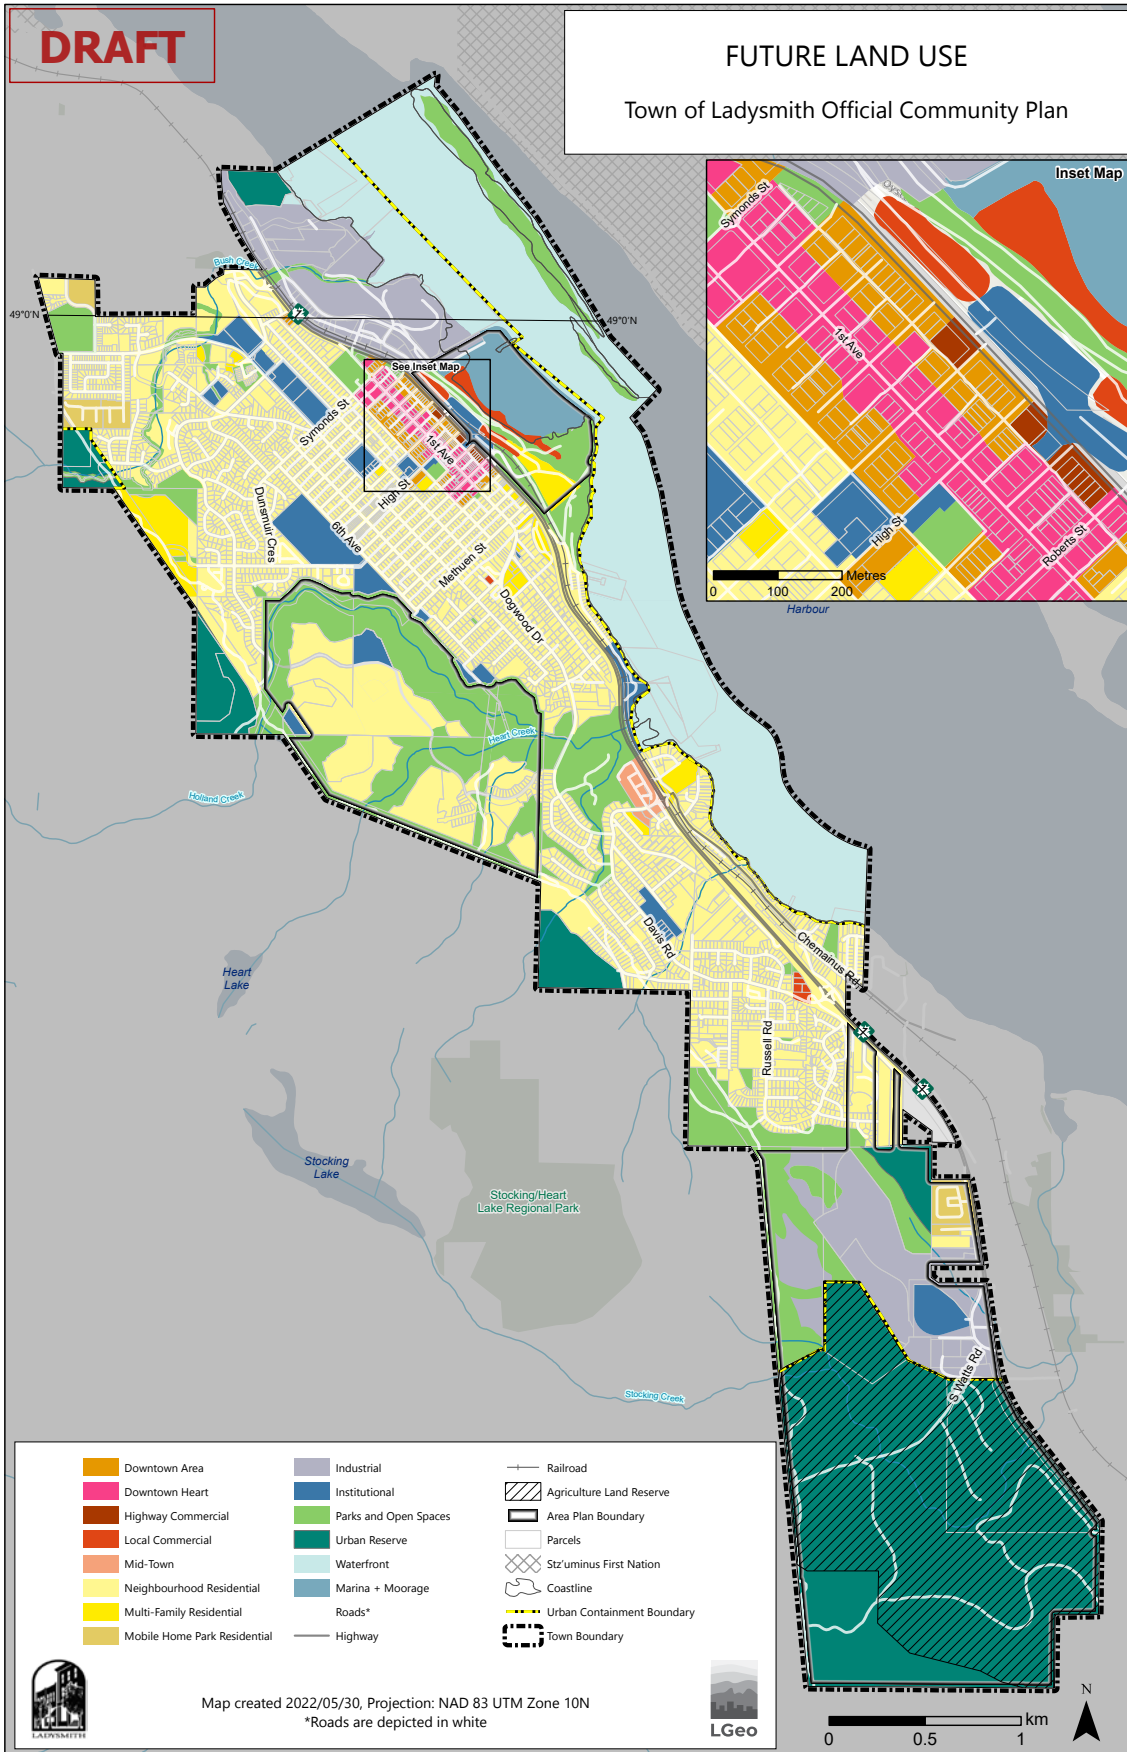 DRAFT
FUTURE LAND USE
Town of Ladysmith Official Community Plan
Inset Map
Symonds St
1st Ave
High St
Roberts St
Metres
0 100 200
Harbour
Bush Creek
49°0'N
49°0'N
See Inset Map
Symonds St
1st Ave
High St
6th Ave
Dunsmuir Cres
Methuen St
Dogwood Dr
Heart Creek
Holland Creek
Davis Rd
Chemainus Rd
Heart
Lake
Russell Rd
Stocking
Lake
Stocking/Heart
Lake Regional Park
Stocking Creek
S Watts Rd
Downtown Area
Downtown Heart
Highway Commercial
Local Commercial
Mid-Town
Neighbourhood Residential
Multi-Family Residential
Mobile Home Park Residential
Industrial
Institutional
Parks and Open Spaces
Urban Reserve
Waterfront
Marina + Moorage
Roads*
Highway
Railroad
Agriculture Land Reserve
Area Plan Boundary
Parcels
Stz'uminus First Nation
Coastline
Urban Containment Boundary
Town Boundary
LADYSMITH
Map created 2022/05/30, Projection: NAD 83 UTM Zone 10N
*Roads are depicted in white
LGeo
N
km
0 0.5 1